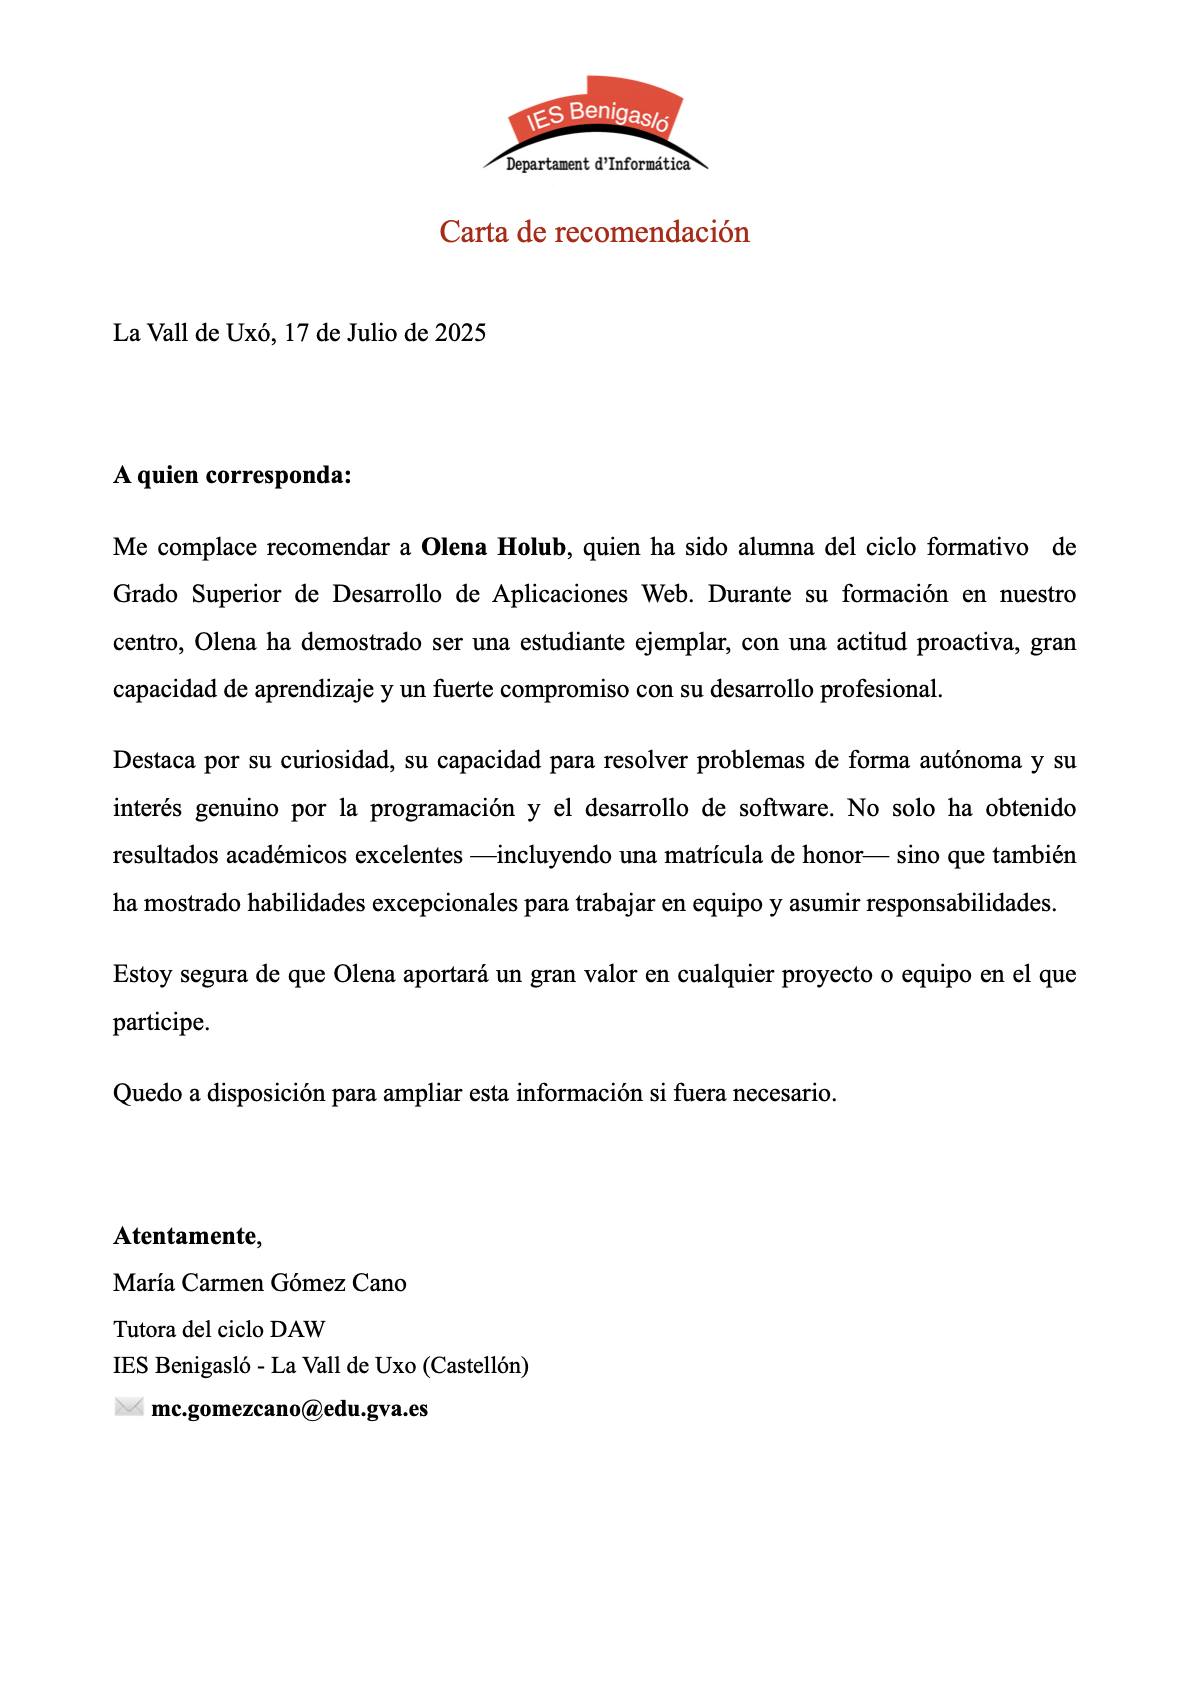 IES Benigasló
Departament d'Informática
Carta de recomendación
La Vall de Uxó, 17 de Julio de 2025
A quien corresponda:
Me complace recomendar a Olena Holub, quien ha sido alumna del ciclo formativo de
Grado Superior de Desarrollo de Aplicaciones Web. Durante su formación en nuestro
centro, Olena ha demostrado ser una estudiante ejemplar, con una actitud proactiva, gran
capacidad de aprendizaje y un fuerte compromiso con su desarrollo profesional.
Destaca por su curiosidad, su capacidad para resolver problemas de forma autónoma y su
interés genuino por la programación y el desarrollo de software. No solo ha obtenido
resultados académicos excelentes —incluyendo una matrícula de honor— sino que también
ha mostrado habilidades excepcionales para trabajar en equipo y asumir responsabilidades.
Estoy segura de que Olena aportará un gran valor en cualquier proyecto o equipo en el que
participe.
Quedo a disposición para ampliar esta información si fuera necesario.
Atentamente,
María Carmen Gómez Cano
Tutora del ciclo DAW
IES Benigasló - La Vall de Uxo (Castellón)
mc.gomezcano@edu.gva.es